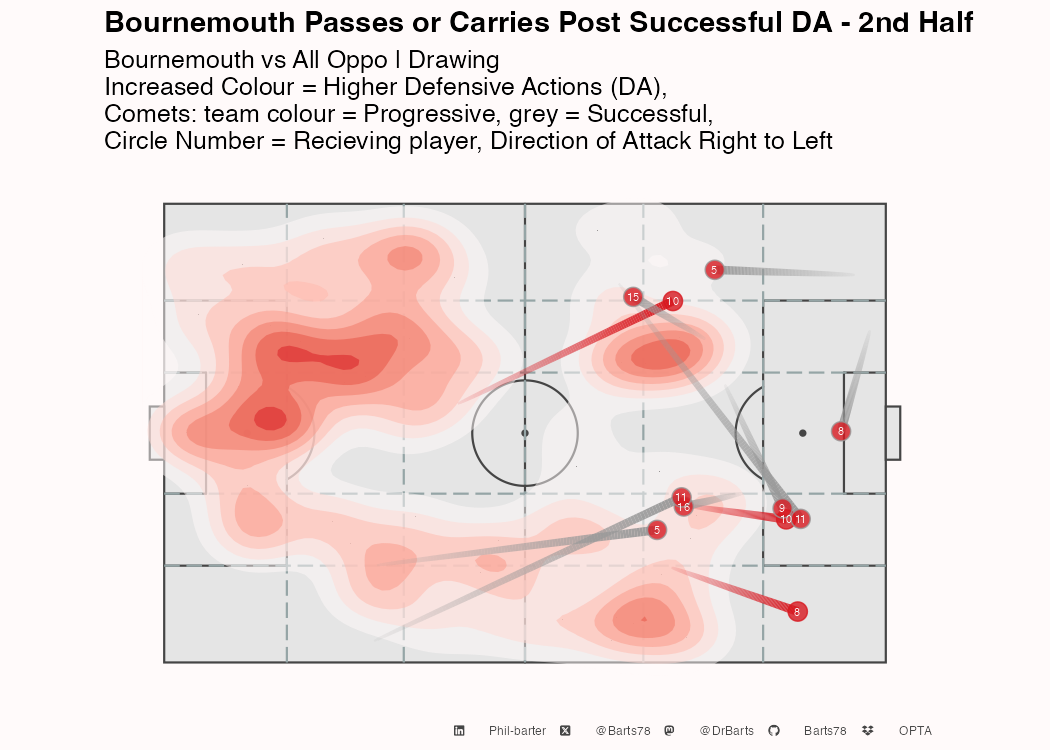 Bournemouth Passes or Carries Post Successful DA - 2nd Half
Bournemouth vs All Oppo | Drawing
Increased Colour = Higher Defensive Actions (DA),
Comets: team colour = Progressive, grey = Successful,
Circle Number = Recieving player, Direction of Attack Right to Left
5
15
10
8
11
16
9
10
11
5
8
Phil-barter @Barts78 @DrBarts Barts78 OPTA